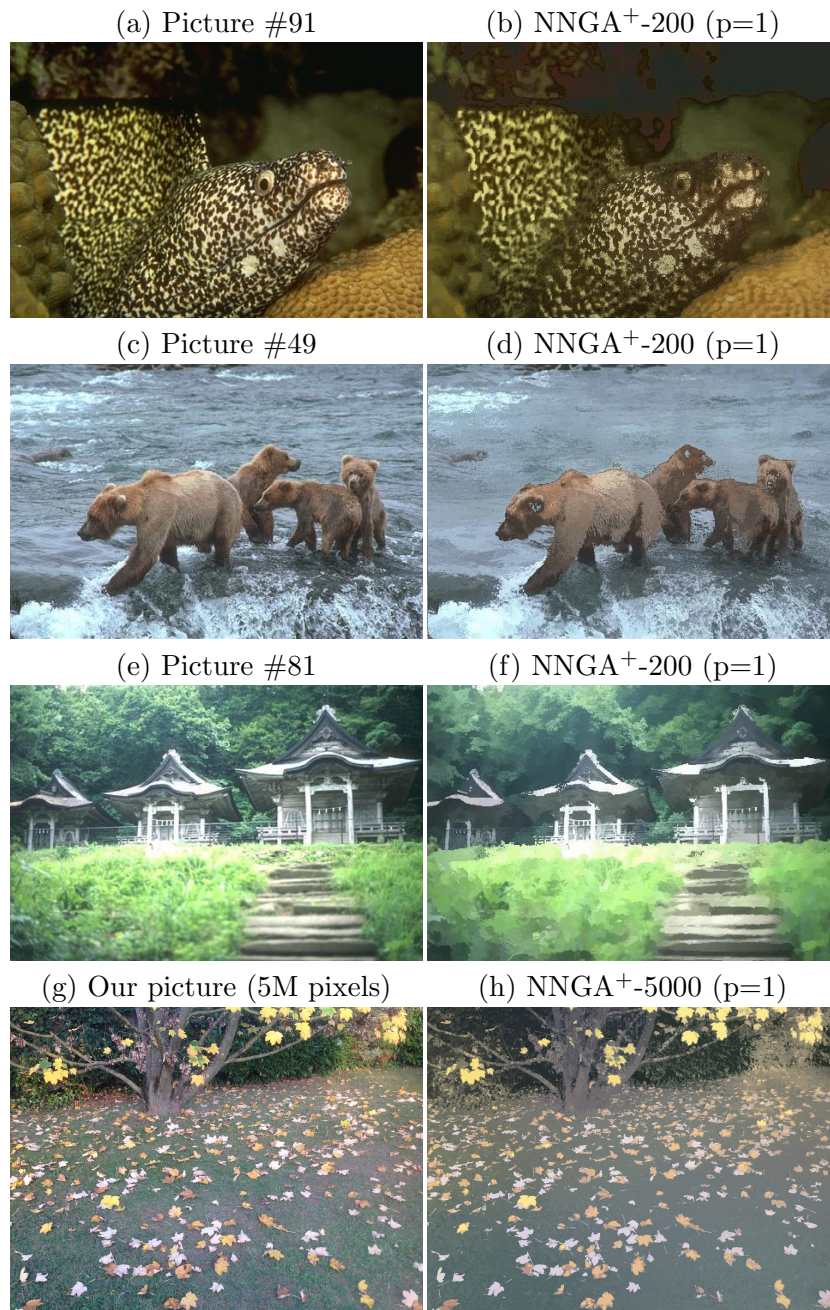 (a) Picture #91
(b) NNGA⁺-200 (p=1)
(c) Picture #49
(d) NNGA⁺-200 (p=1)
(e) Picture #81
(f) NNGA⁺-200 (p=1)
(g) Our picture (5M pixels)
(h) NNGA⁺-5000 (p=1)